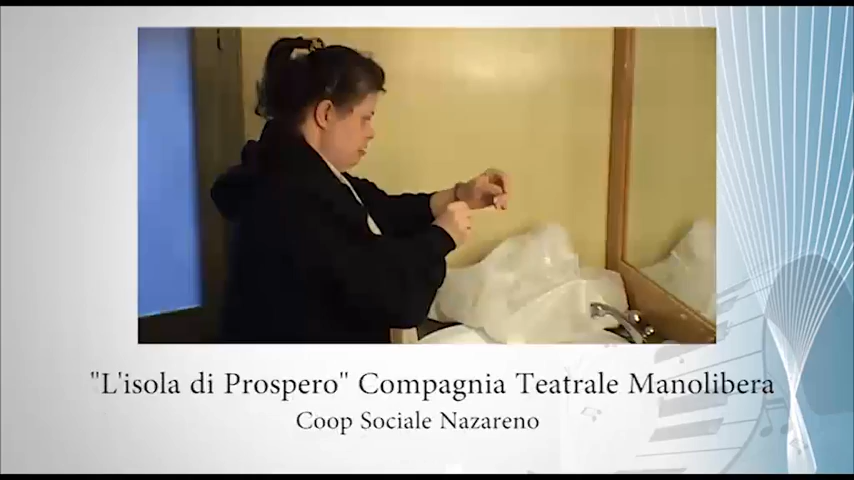 "L'isola di Prospero" Compagnia Teatrale Manolibera
Coop Sociale Nazareno